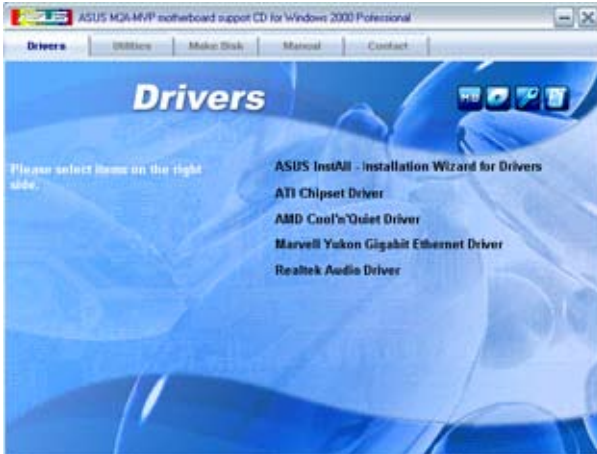 ASUS M2A-MVP motherboard suppot CD for Windows 2000 Potessional
Drivers Utilities Make Disk Manual Contact
Drivers
Please select items on the right
side.
ASUS InstAll - Installation Wizard for Drivers
ATI Chipset Driver
AMD Cool'n'Quiet Driver
Marvell Yukon Gigabit Ethernet Driver
Realtek Audio Driver